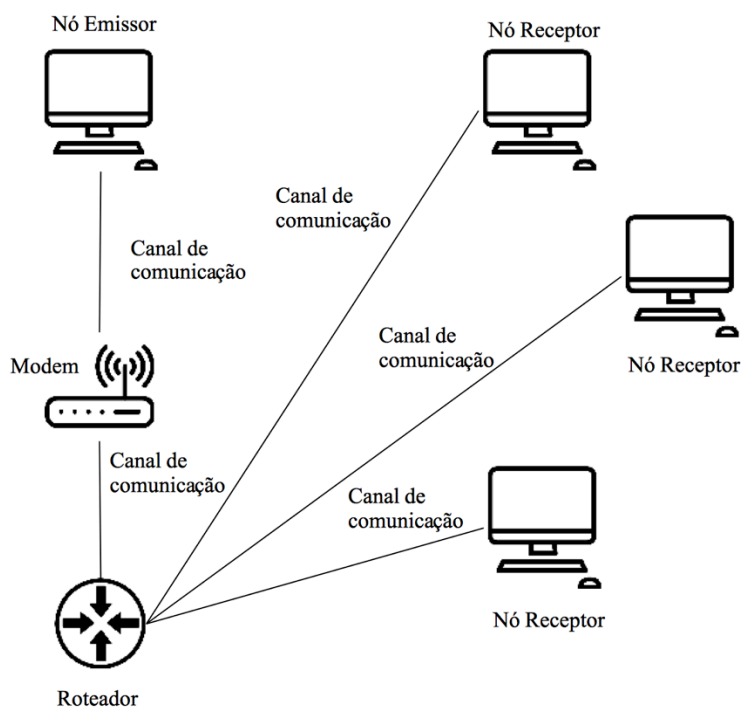 Nó Emissor
Nó Receptor
Canal de
comunicação
Canal de
comunicação
Canal de
comunicação
Modem
Nó Receptor
Canal de
comunicação
Canal de
comunicação
Nó Receptor
Roteador